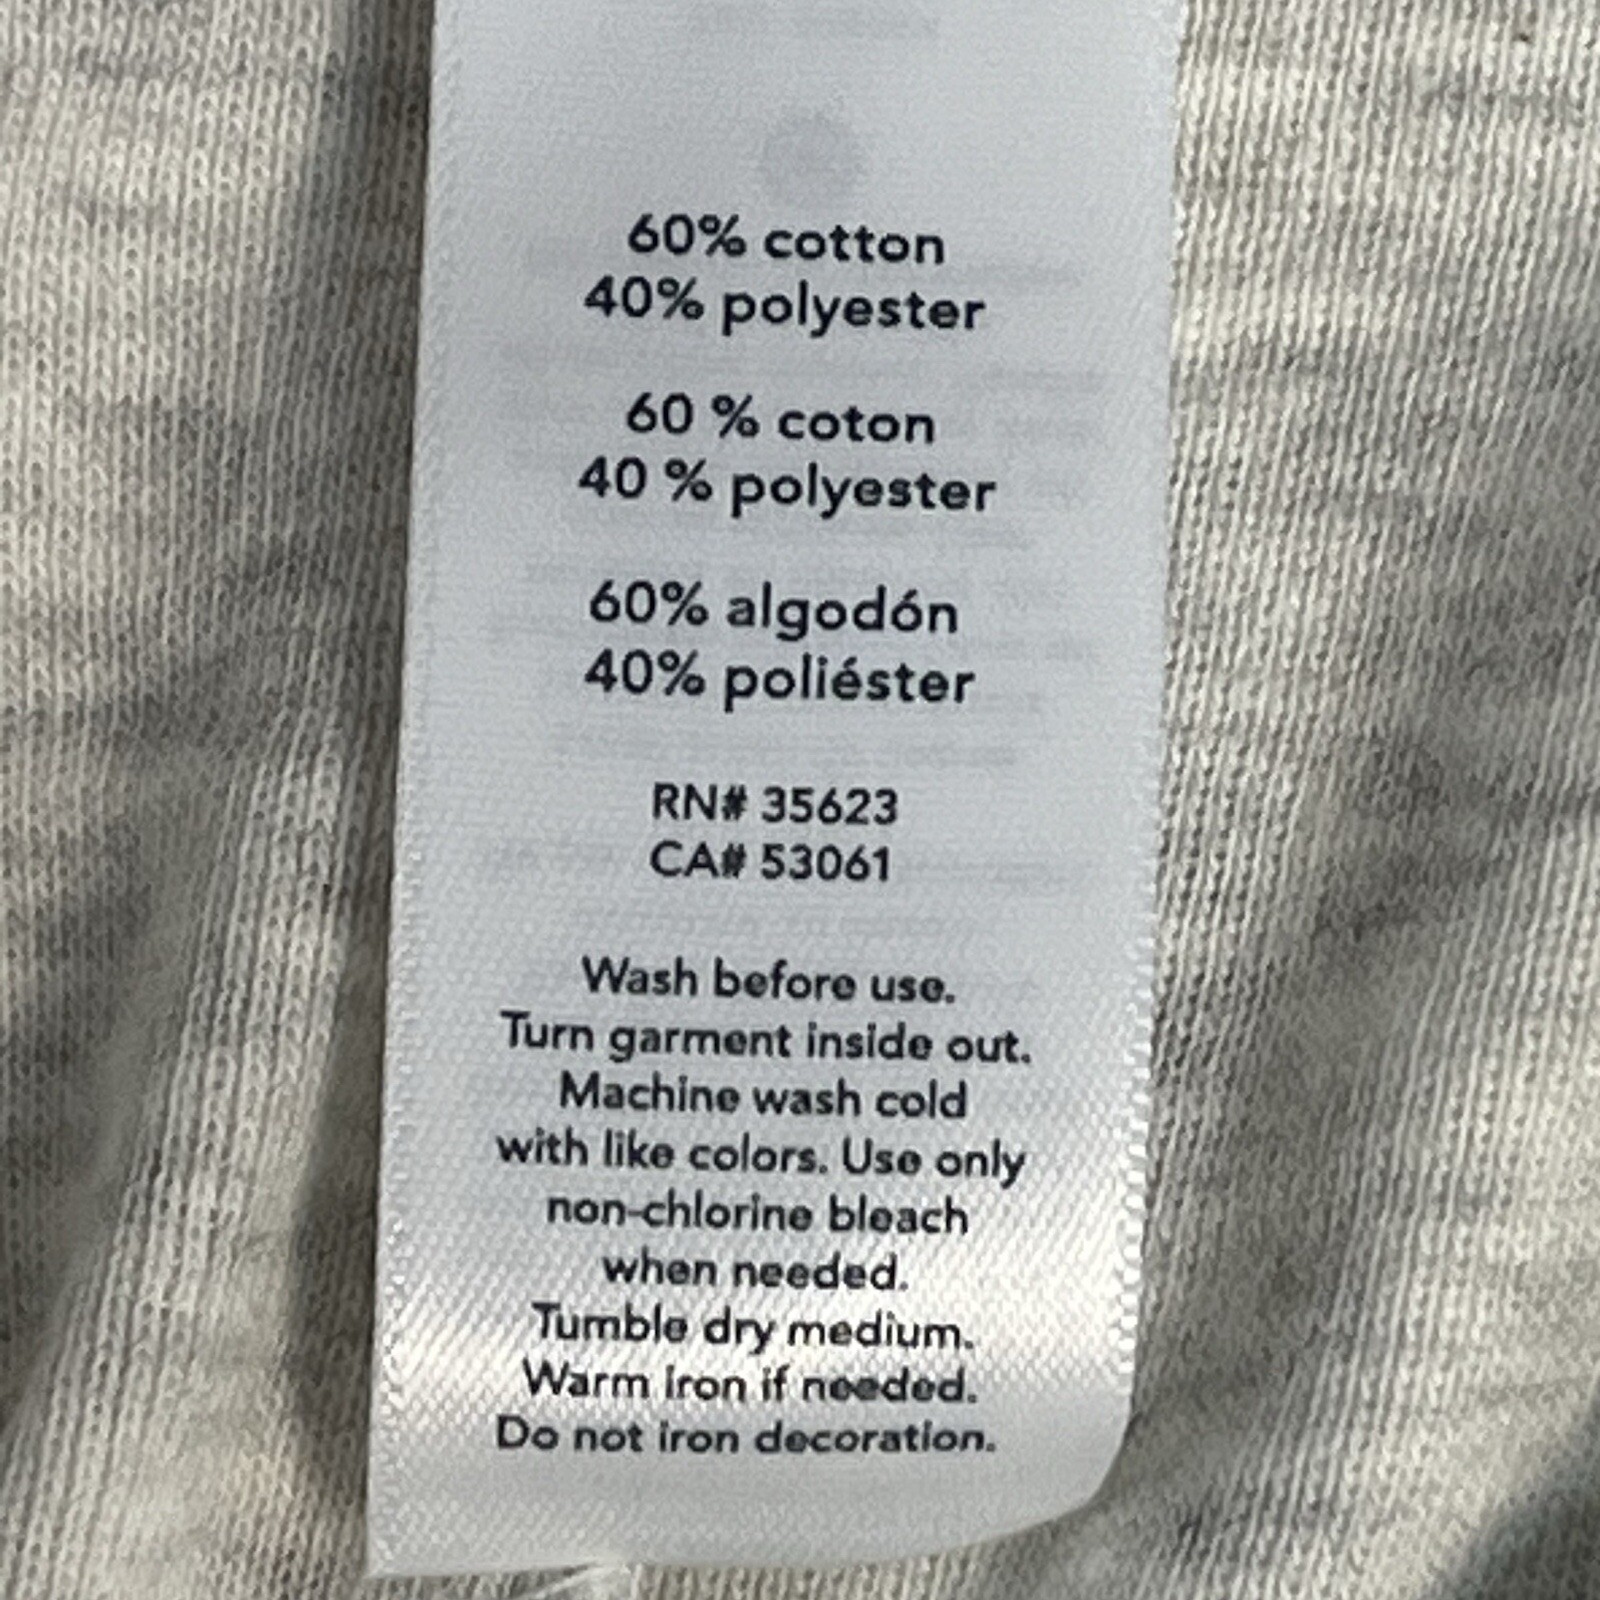 60% cotton
40% polyester
60 % coton
40 % polyester
60% algodón
40% poliéster
RN# 35623
CA# 53061
Wash before use.
Turn garment inside out.
Machine wash cold
with like colors. Use only
non-chlorine bleach
when needed.
Tumble dry medium.
Warm iron if needed.
Do not iron decoration.